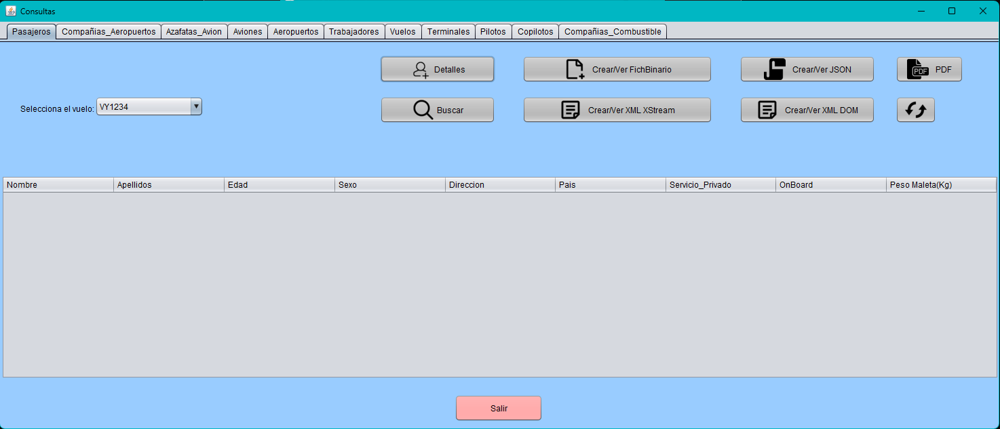 Consultas
Pasajeros Compañias_Aeropuertos Azafatas_Avion Aviones Aeropuertos Trabajadores Vuelos Terminales Pilotos Copilotos Compañias_Combustible
Detalles Crear/Ver FichBinario Crear/Ver JSON PDF PDF
Selecciona el vuelo: VY1234 Buscar Crear/Ver XML XStream Crear/Ver XML DOM
Nombre Apellidos Edad Sexo Direccion Pais Servicio_Privado OnBoard Peso Maleta(Kg)
Salir